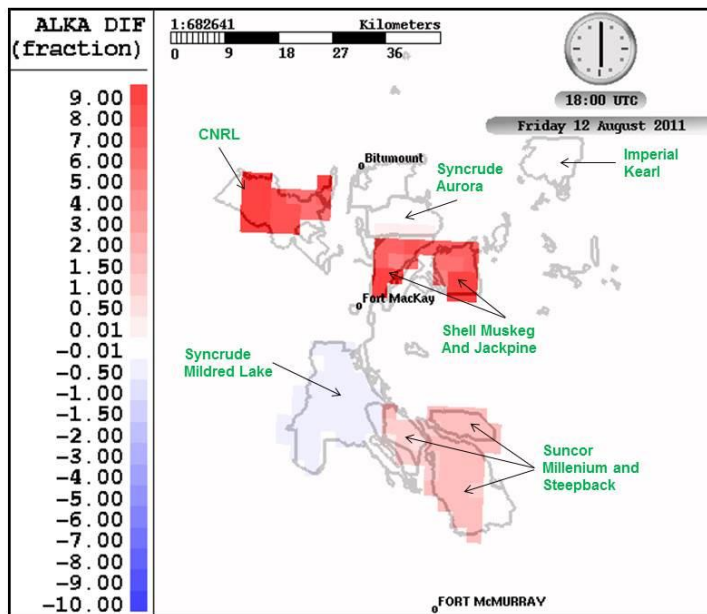 ALKA DIF
(fraction)
9.00
8.00
7.00
6.00
5.00
4.00
3.00
2.00
1.50
1.00
0.50
0.01
-0.01
-0.50
-1.00
-1.50
-2.00
-3.00
-4.00
-5.00
-6.00
-7.00
-8.00
-9.00
-10.00
1:682641 Kilometers
0 9 18 27 36
18:00 UTC
Friday 12 August 2011
CNRL
Bitumount
Syncrude
Aurora
Imperial
Kearl
Fort MacKay
Shell Muskeg
And Jackpine
Syncrude
Mildred Lake
Suncor
Millenium and
Steepback
FORT McMURRAY